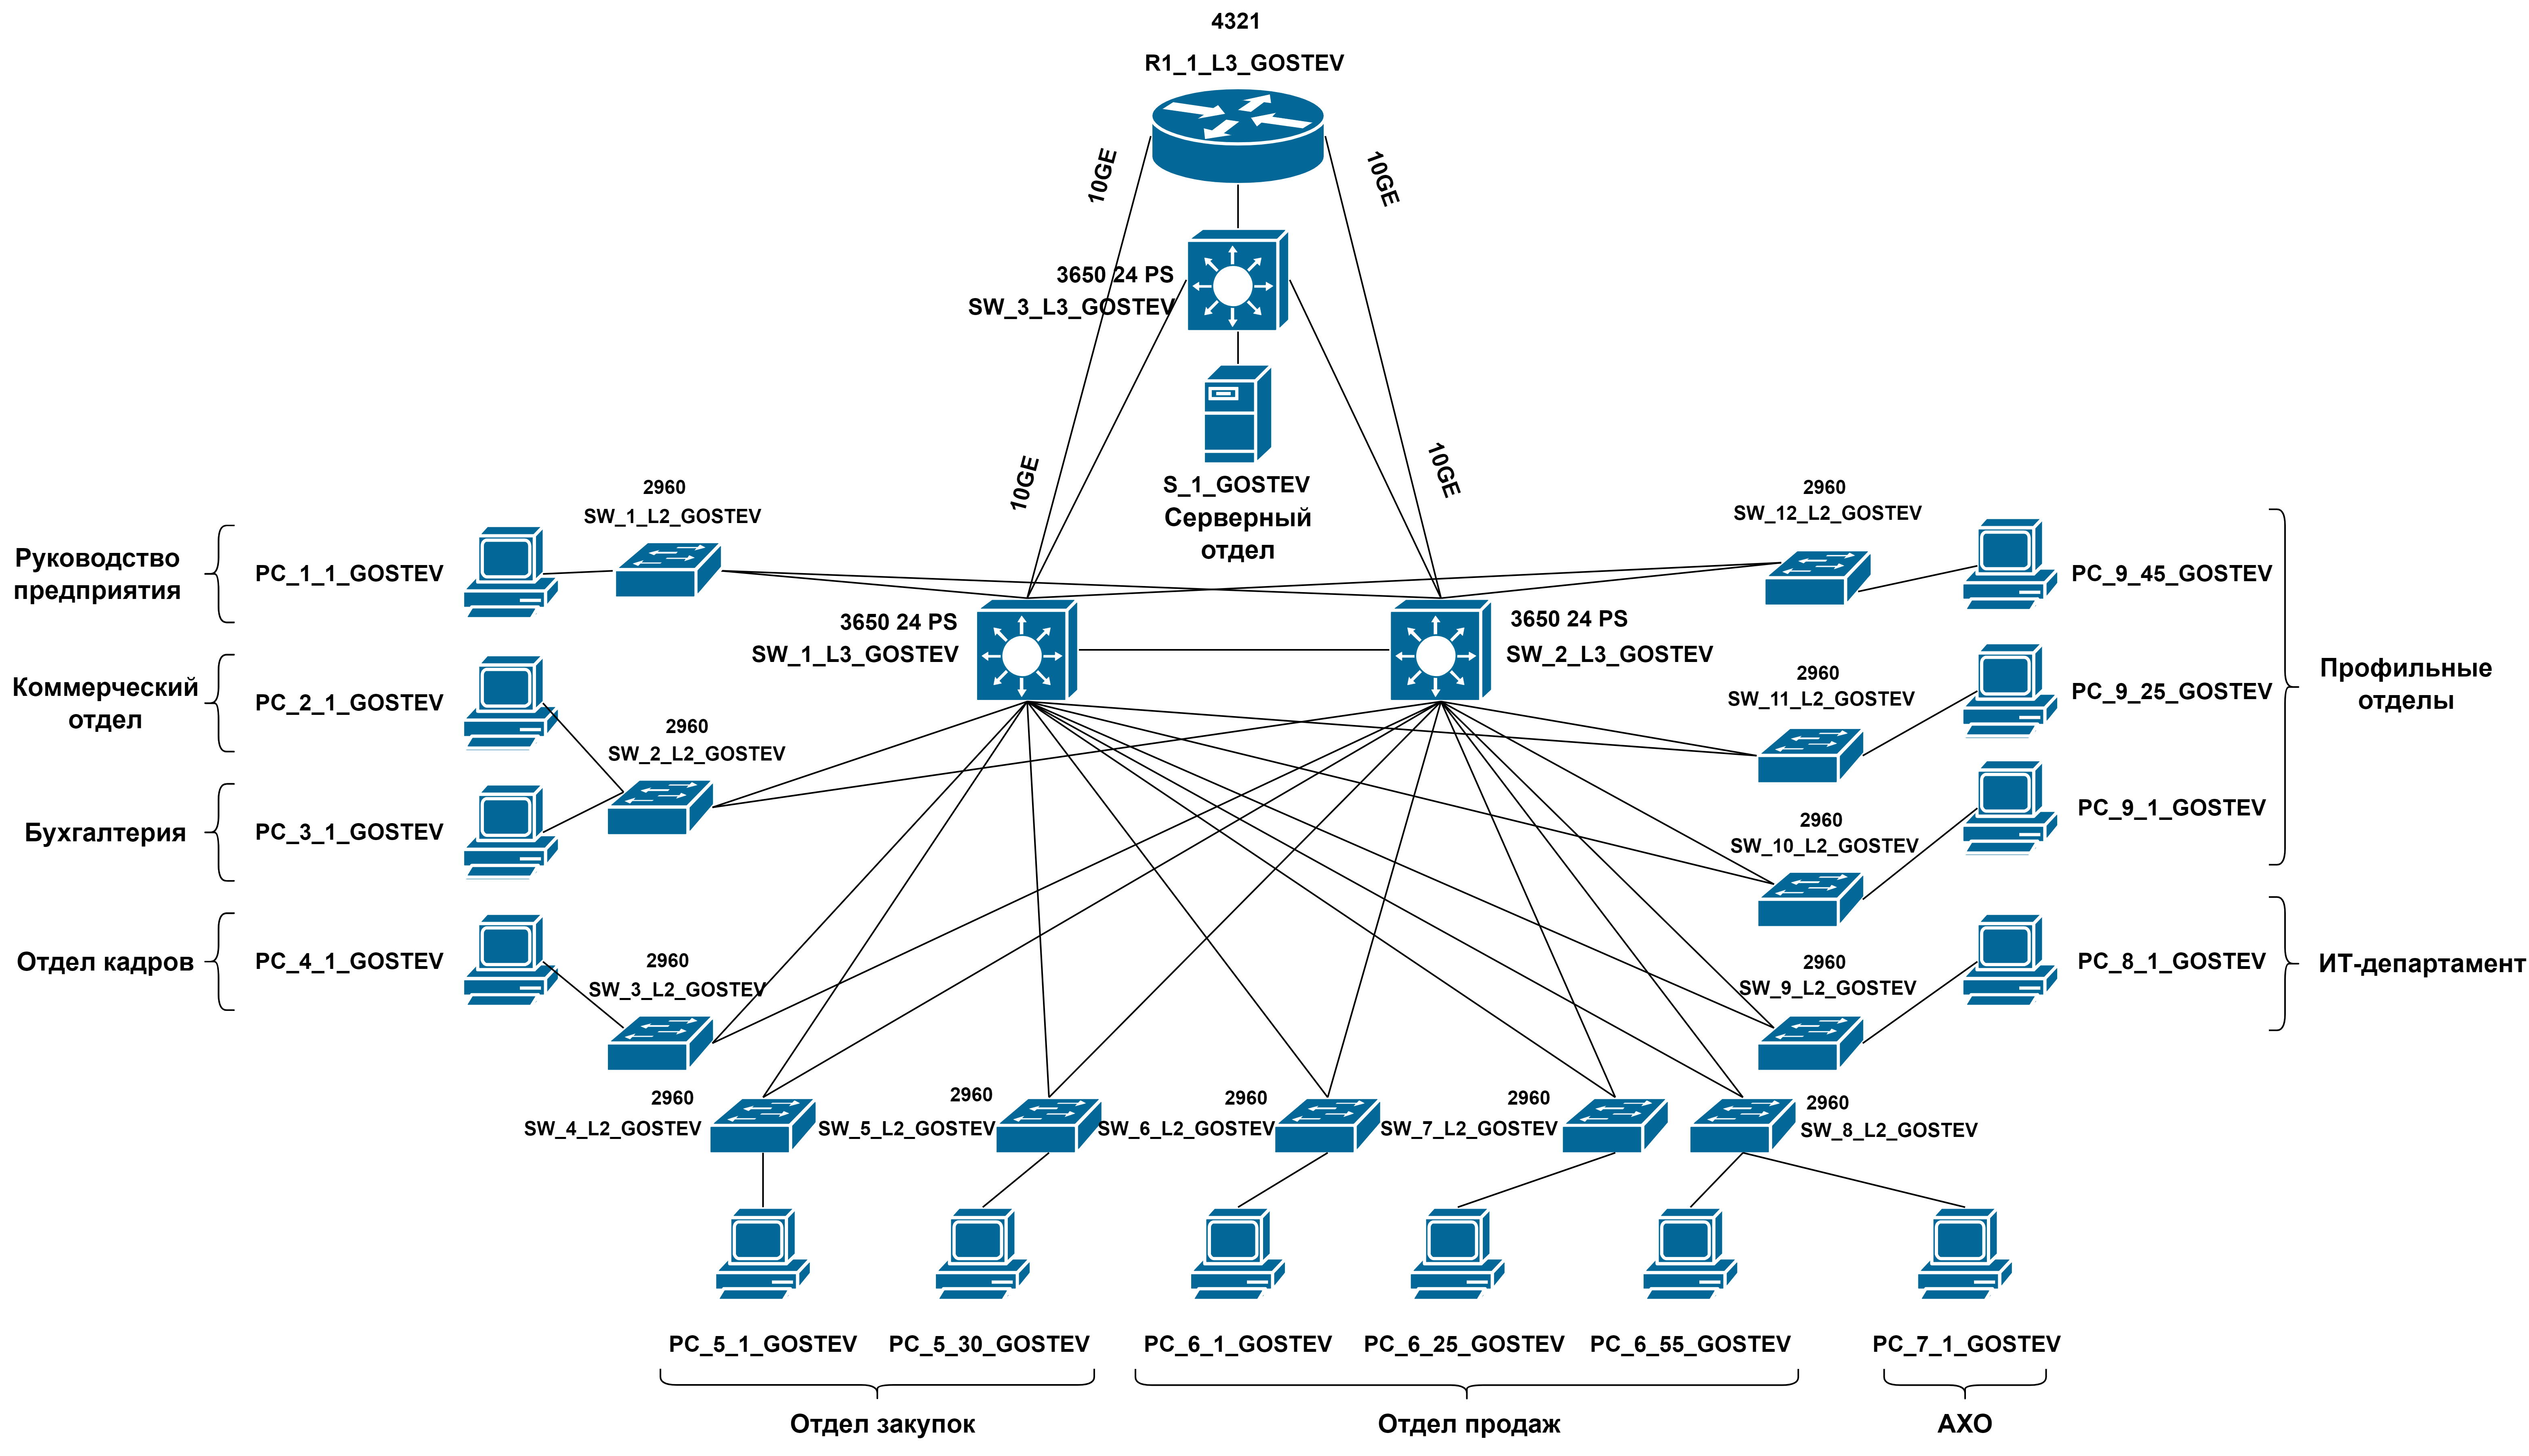 4321
R1_1_L3_GOSTEV
10GE
10GE
3650 24 PS
SW_3_L3_GOSTEV
10GE
10GE
S_1_GOSTEV
Серверный
отдел
2960
SW_1_L2_GOSTEV
2960
SW_12_L2_GOSTEV
Руководство
предприятия
PC_1_1_GOSTEV
PC_9_45_GOSTEV
3650 24 PS
SW_1_L3_GOSTEV
3650 24 PS
SW_2_L3_GOSTEV
Коммерческий
отдел
PC_2_1_GOSTEV
2960
SW_2_L2_GOSTEV
2960
SW_11_L2_GOSTEV
PC_9_25_GOSTEV
Профильные
отделы
Бухгалтерия
PC_3_1_GOSTEV
2960
SW_10_L2_GOSTEV
PC_9_1_GOSTEV
Отдел кадров
PC_4_1_GOSTEV
2960
SW_3_L2_GOSTEV
2960
SW_9_L2_GOSTEV
PC_8_1_GOSTEV
ИТ-департамент
2960
SW_4_L2_GOSTEV
2960
SW_5_L2_GOSTEV
2960
SW_6_L2_GOSTEV
2960
SW_7_L2_GOSTEV
2960
SW_8_L2_GOSTEV
PC_5_1_GOSTEV
PC_5_30_GOSTEV
PC_6_1_GOSTEV
PC_6_25_GOSTEV
PC_6_55_GOSTEV
PC_7_1_GOSTEV
Отдел закупок
Отдел продаж
АХО